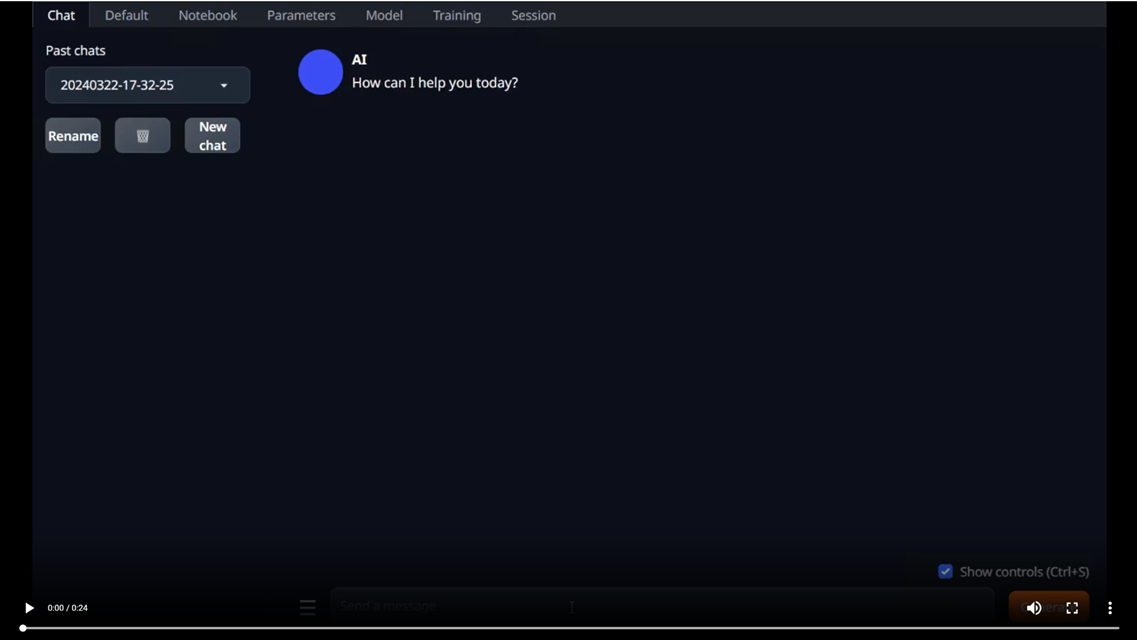 Chat Default Notebook Parameters Model Training Session
Past chats
20240322-17-32-25
Rename
New
chat
AI
How can I help you today?
Show controls (Ctrl+S)
Send a message
0:00 / 0:24